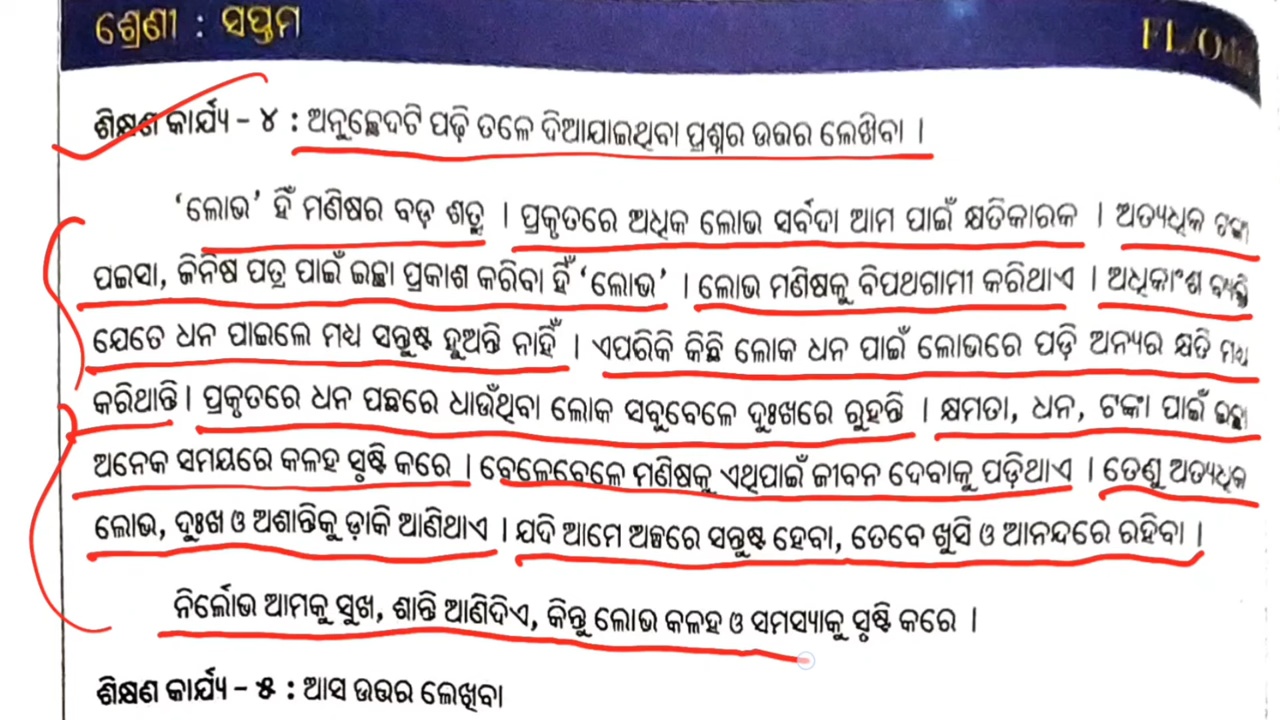 ଶ୍ରେଣୀ : ସପ୍ତମ
FL/Odia
ଶିକ୍ଷଣ କାର୍ଯ୍ୟ - ୪ : ଅନୁଚ୍ଛେଦଟି ପଢ଼ି ତଳେ ଦିଆଯାଇଥିବା ପ୍ରଶ୍ନର ଉତ୍ତର ଲେଖିବା ।
‘ଲୋଭ’ ହିଁ ମଣିଷର ବଡ଼ ଶତ୍ରୁ । ପ୍ରକୃତରେ ଅଧିକ ଲୋଭ ସର୍ବଦା ଆମ ପାଇଁ କ୍ଷତିକାରକ । ଅତ୍ୟଧିକ ଟଙ୍କା
ପଇସା, ଜିନିଷ ପତ୍ର ପାଇଁ ଇଚ୍ଛା ପ୍ରକାଶ କରିବା ହିଁ ‘ଲୋଭ’ । ଲୋଭ ମଣିଷକୁ ବିପଥଗାମୀ କରିଥାଏ । ଅଧିକାଂଶ ବ୍ୟକ୍ତି
ଯେତେ ଧନ ପାଇଲେ ମଧ୍ୟ ସନ୍ତୁଷ୍ଟ ହୁଅନ୍ତି ନାହିଁ । ଏପରିକି କିଛି ଲୋକ ଧନ ପାଇଁ ଲୋଭରେ ପଡ଼ି ଅନ୍ୟର କ୍ଷତି ମଧ୍ୟ
କରିଥାନ୍ତି । ପ୍ରକୃତରେ ଧନ ପଛରେ ଧାଉଁଥିବା ଲୋକ ସବୁବେଳେ ଦୁଃଖରେ ରୁହନ୍ତି । କ୍ଷମତା, ଧନ, ଟଙ୍କା ପାଇଁ ଇଚ୍ଛା
ଅନେକ ସମୟରେ କଳହ ସୃଷ୍ଟି କରେ । ବେଳେବେଳେ ମଣିଷକୁ ଏଥିପାଇଁ ଜୀବନ ଦେବାକୁ ପଡ଼ିଥାଏ । ତେଣୁ ଅତ୍ୟଧିକ
ଲୋଭ, ଦୁଃଖ ଓ ଅଶାନ୍ତିକୁ ଡ଼ାକି ଆଣିଥାଏ । ଯଦି ଆମେ ଅଳ୍ପରେ ସନ୍ତୁଷ୍ଟ ହେବା, ତେବେ ଖୁସି ଓ ଆନନ୍ଦରେ ରହିବା ।
ନିର୍ଲୋଭ ଆମକୁ ସୁଖ, ଶାନ୍ତି ଆଣିଦିଏ, କିନ୍ତୁ ଲୋଭ କଳହ ଓ ସମସ୍ୟାକୁ ସୃଷ୍ଟି କରେ ।
ଶିକ୍ଷଣ କାର୍ଯ୍ୟ - ୫ : ଆସ ଉତ୍ତର ଲେଖିବା